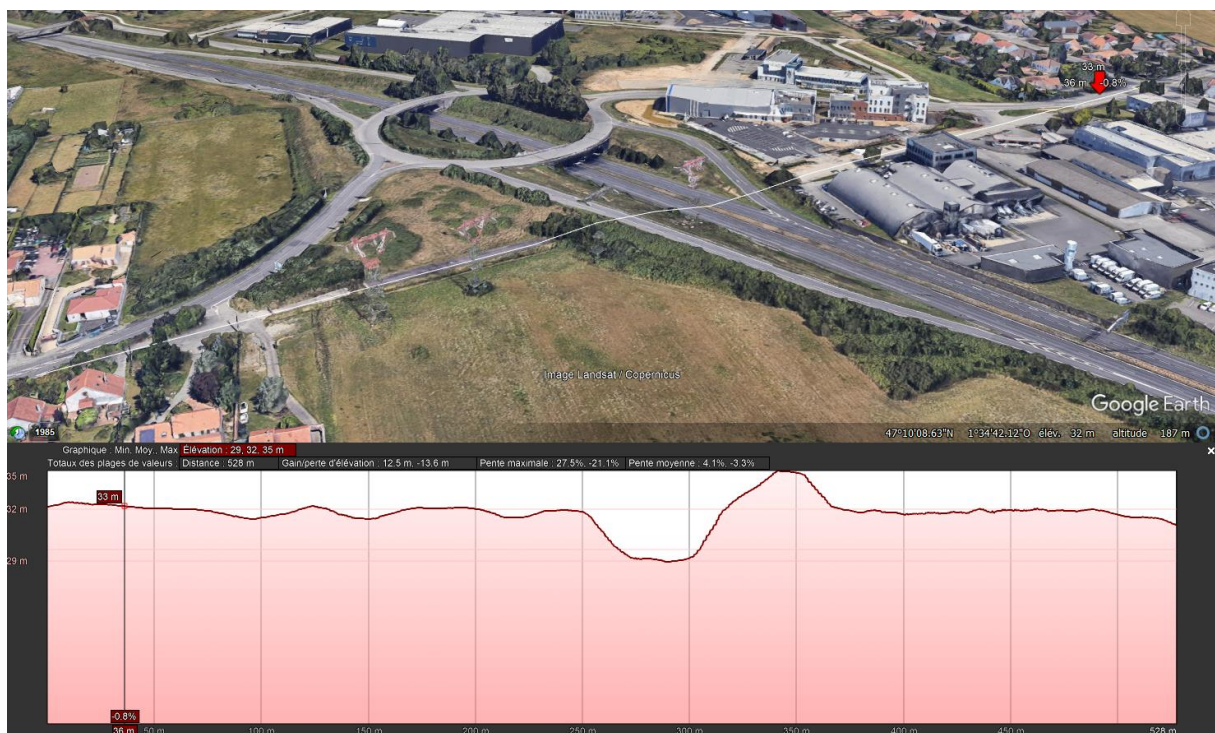 33 m
36 m -0.8%
Image Landsat / Copernicus
Google Earth
1985
47°10'08.63"N 1°34'42.12"O élév. 32 m altitude 187 m
Graphique : Min. Moy.. Max Élévation : 29, 32, 35 m
Totaux des plages de valeurs : Distance : 528 m Gain/perte d'élévation : 12.5 m. -13,6 m Pente maximale : 27.5%. -21.1% Pente moyenne : 4.1%. -3.3%
35 m
33 m
32 m
29 m
-0.8%
36 m 50 m 100 m 150 m 200 m 250 m 300 m 350 m 400 m 450 m 528 m